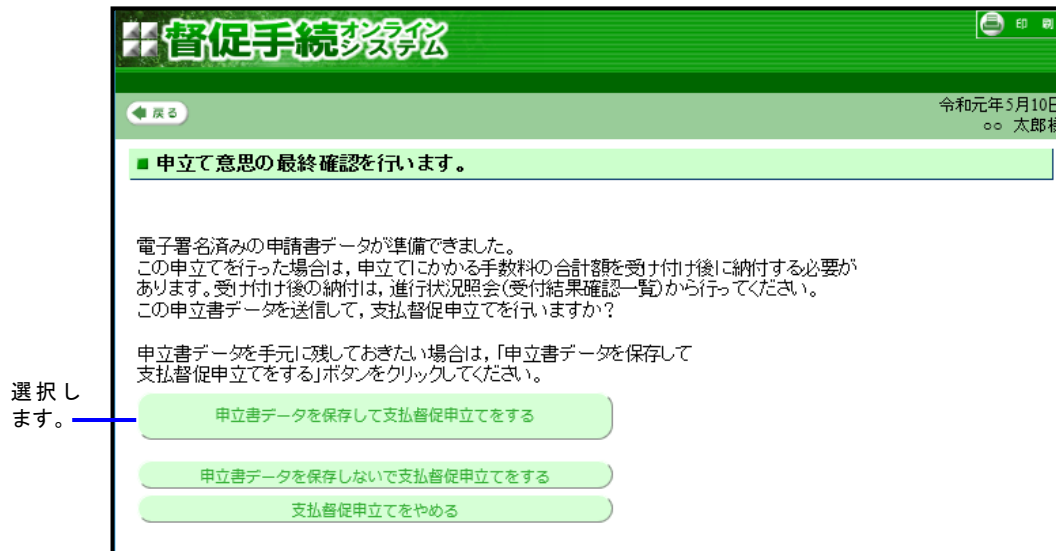 督促手続オンラインシステム
印 刷
戻る
令和元年5月10日
○○ 太郎様
■ 申立て意思の最終確認を行います。
電子署名済みの申請書データが準備できました。
この申立てを行った場合は，申立てにかかる手数料の合計額を受け付け後に納付する必要が
あります。受け付け後の納付は，進行状況照会(受付結果確認一覧)から行ってください。
この申立書データを送信して，支払督促申立てを行いますか？
申立書データを手元に残しておきたい場合は，「申立書データを保存して
支払督促申立てをする」ボタンをクリックしてください。
選択し
ます。
申立書データを保存して支払督促申立てをする
申立書データを保存しないで支払督促申立てをする
支払督促申立てをやめる